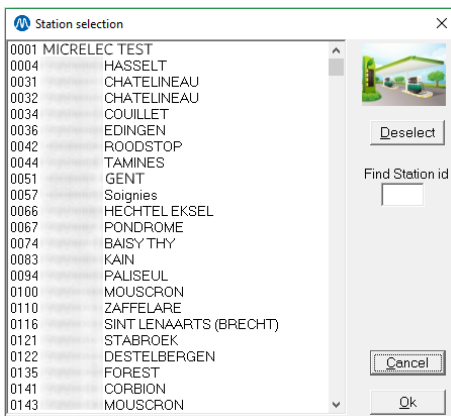 Station selection
0001 MICRELEC TEST
0004 HASSELT
0031 CHATELINEAU
0032 CHATELINEAU
0034 COUILLET
0036 EDINGEN
0042 ROODSTOP
0044 TAMINES
0051 GENT
0057 Soignies
0066 HECHTEL EKSEL
0067 PONDROME
0074 BAISY THY
0083 KAIN
0094 PALISEUL
0100 MOUSCRON
0110 ZAFFELARE
0116 SINT LENAARTS (BRECHT)
0121 STABROEK
0122 DESTELBERGEN
0135 FOREST
0141 CORBION
0143 MOUSCRON
Deselect
Find Station id
Cancel
Ok